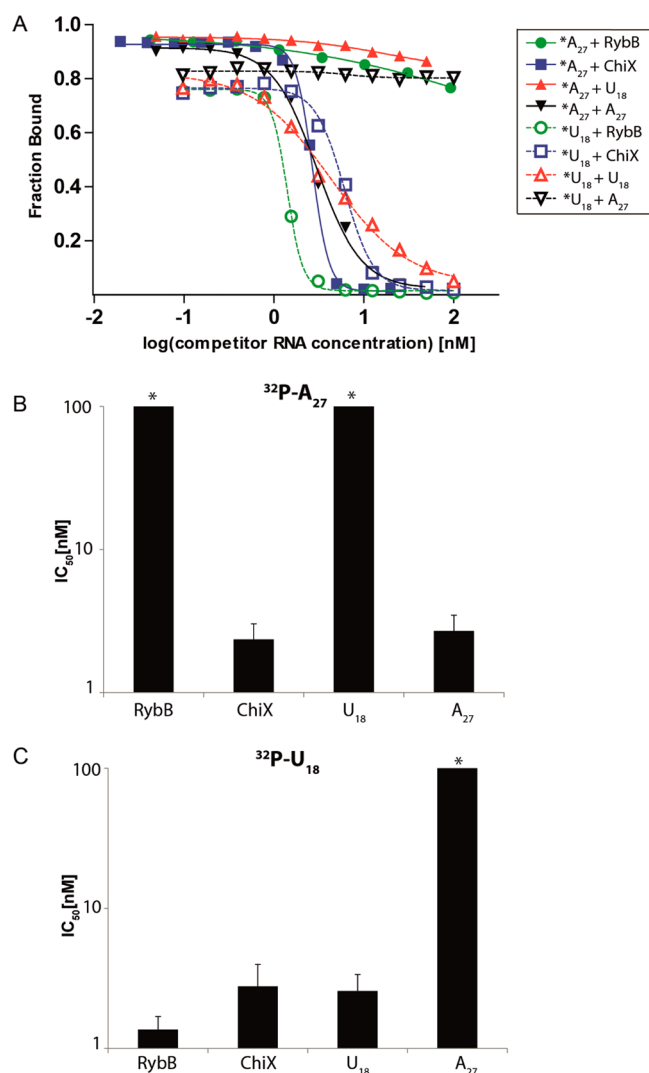 A
Fraction Bound
1.0
0.8
0.6
0.4
0.2
-2
-1
0
1
2
log(competitor RNA concentration) [nM]
*A27 + RybB
*A27 + ChiX
*A27 + U18
*A27 + A27
*U18 + RybB
*U18 + ChiX
*U18 + U18
*U18 + A27
B
32P-A27
IC50[nM]
100
10
1
*
*
RybB
ChiX
U18
A27
C
32P-U18
IC50[nM]
100
10
1
*
RybB
ChiX
U18
A27